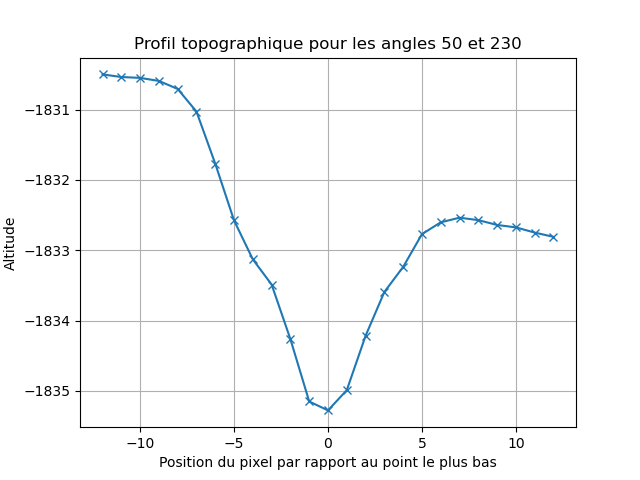 Profil topographique pour les angles 50 et 230
−1831
−1832
−1833
−1834
−1835
Altitude
−10 −5 0 5 10
Position du pixel par rapport au point le plus bas